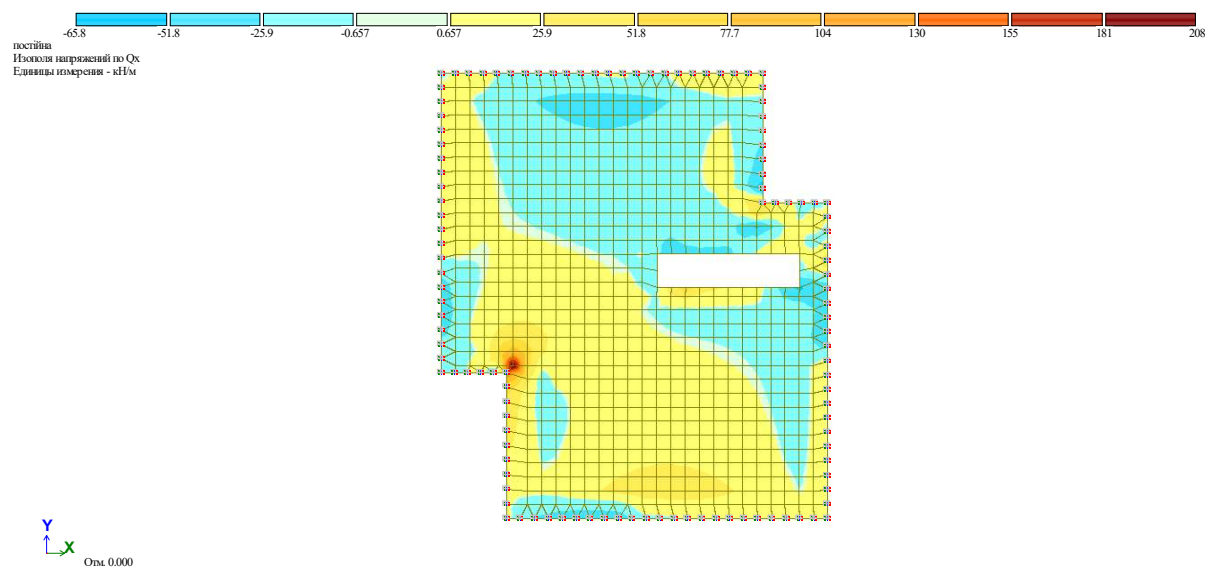 -65.8 -51.8 -25.9 -0.657 0.657 25.9 51.8 77.7 104 130 155 181 208
постійна
Изополя напряжений по Qx
Единицы измерения - кН/м
Y
X
Отм. 0.000